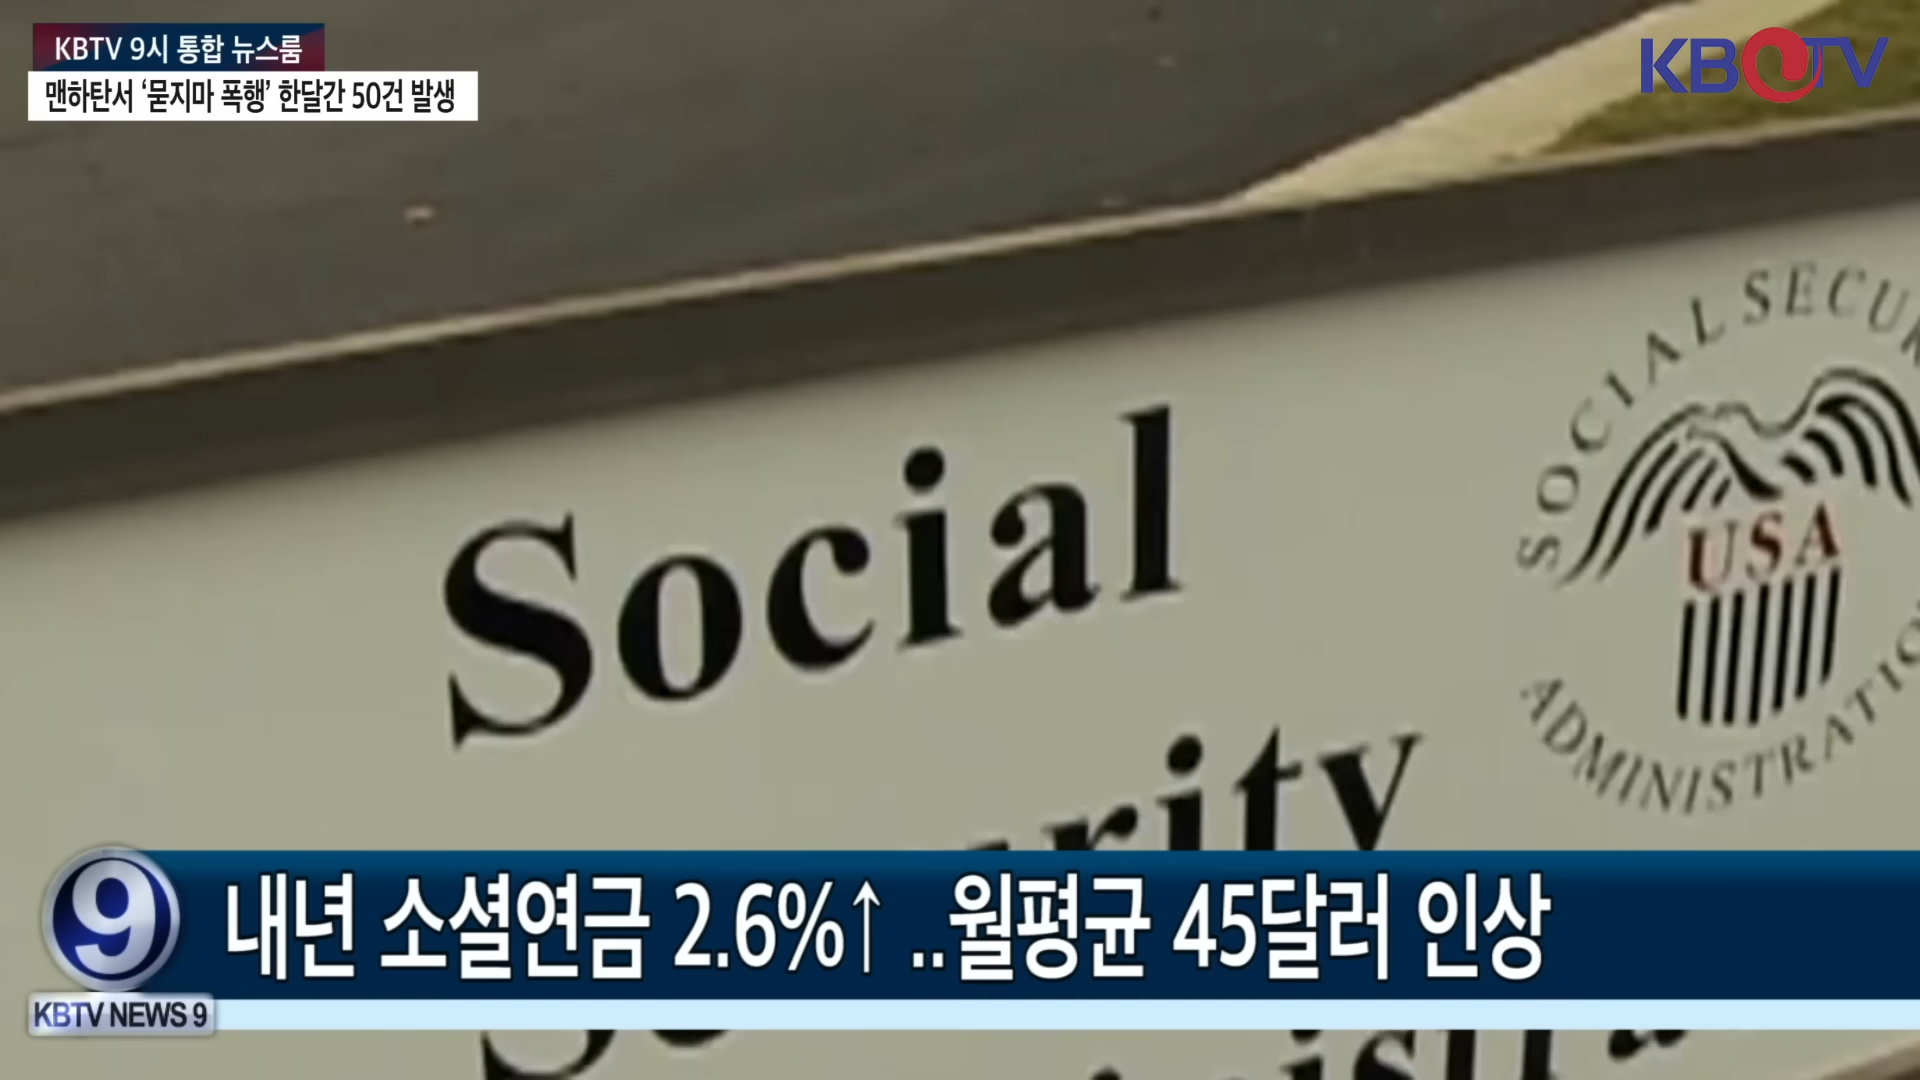 KBTV 9시 통합 뉴스룸
맨하탄서 ‘묻지마 폭행’ 한달간 50건 발생
KBTV
SOCIAL
USA
ADMINISTRATIO
Social
9
내년 소셜연금 2.6%↑ ..월평균 45달러 인상
KBTV NEWS 9